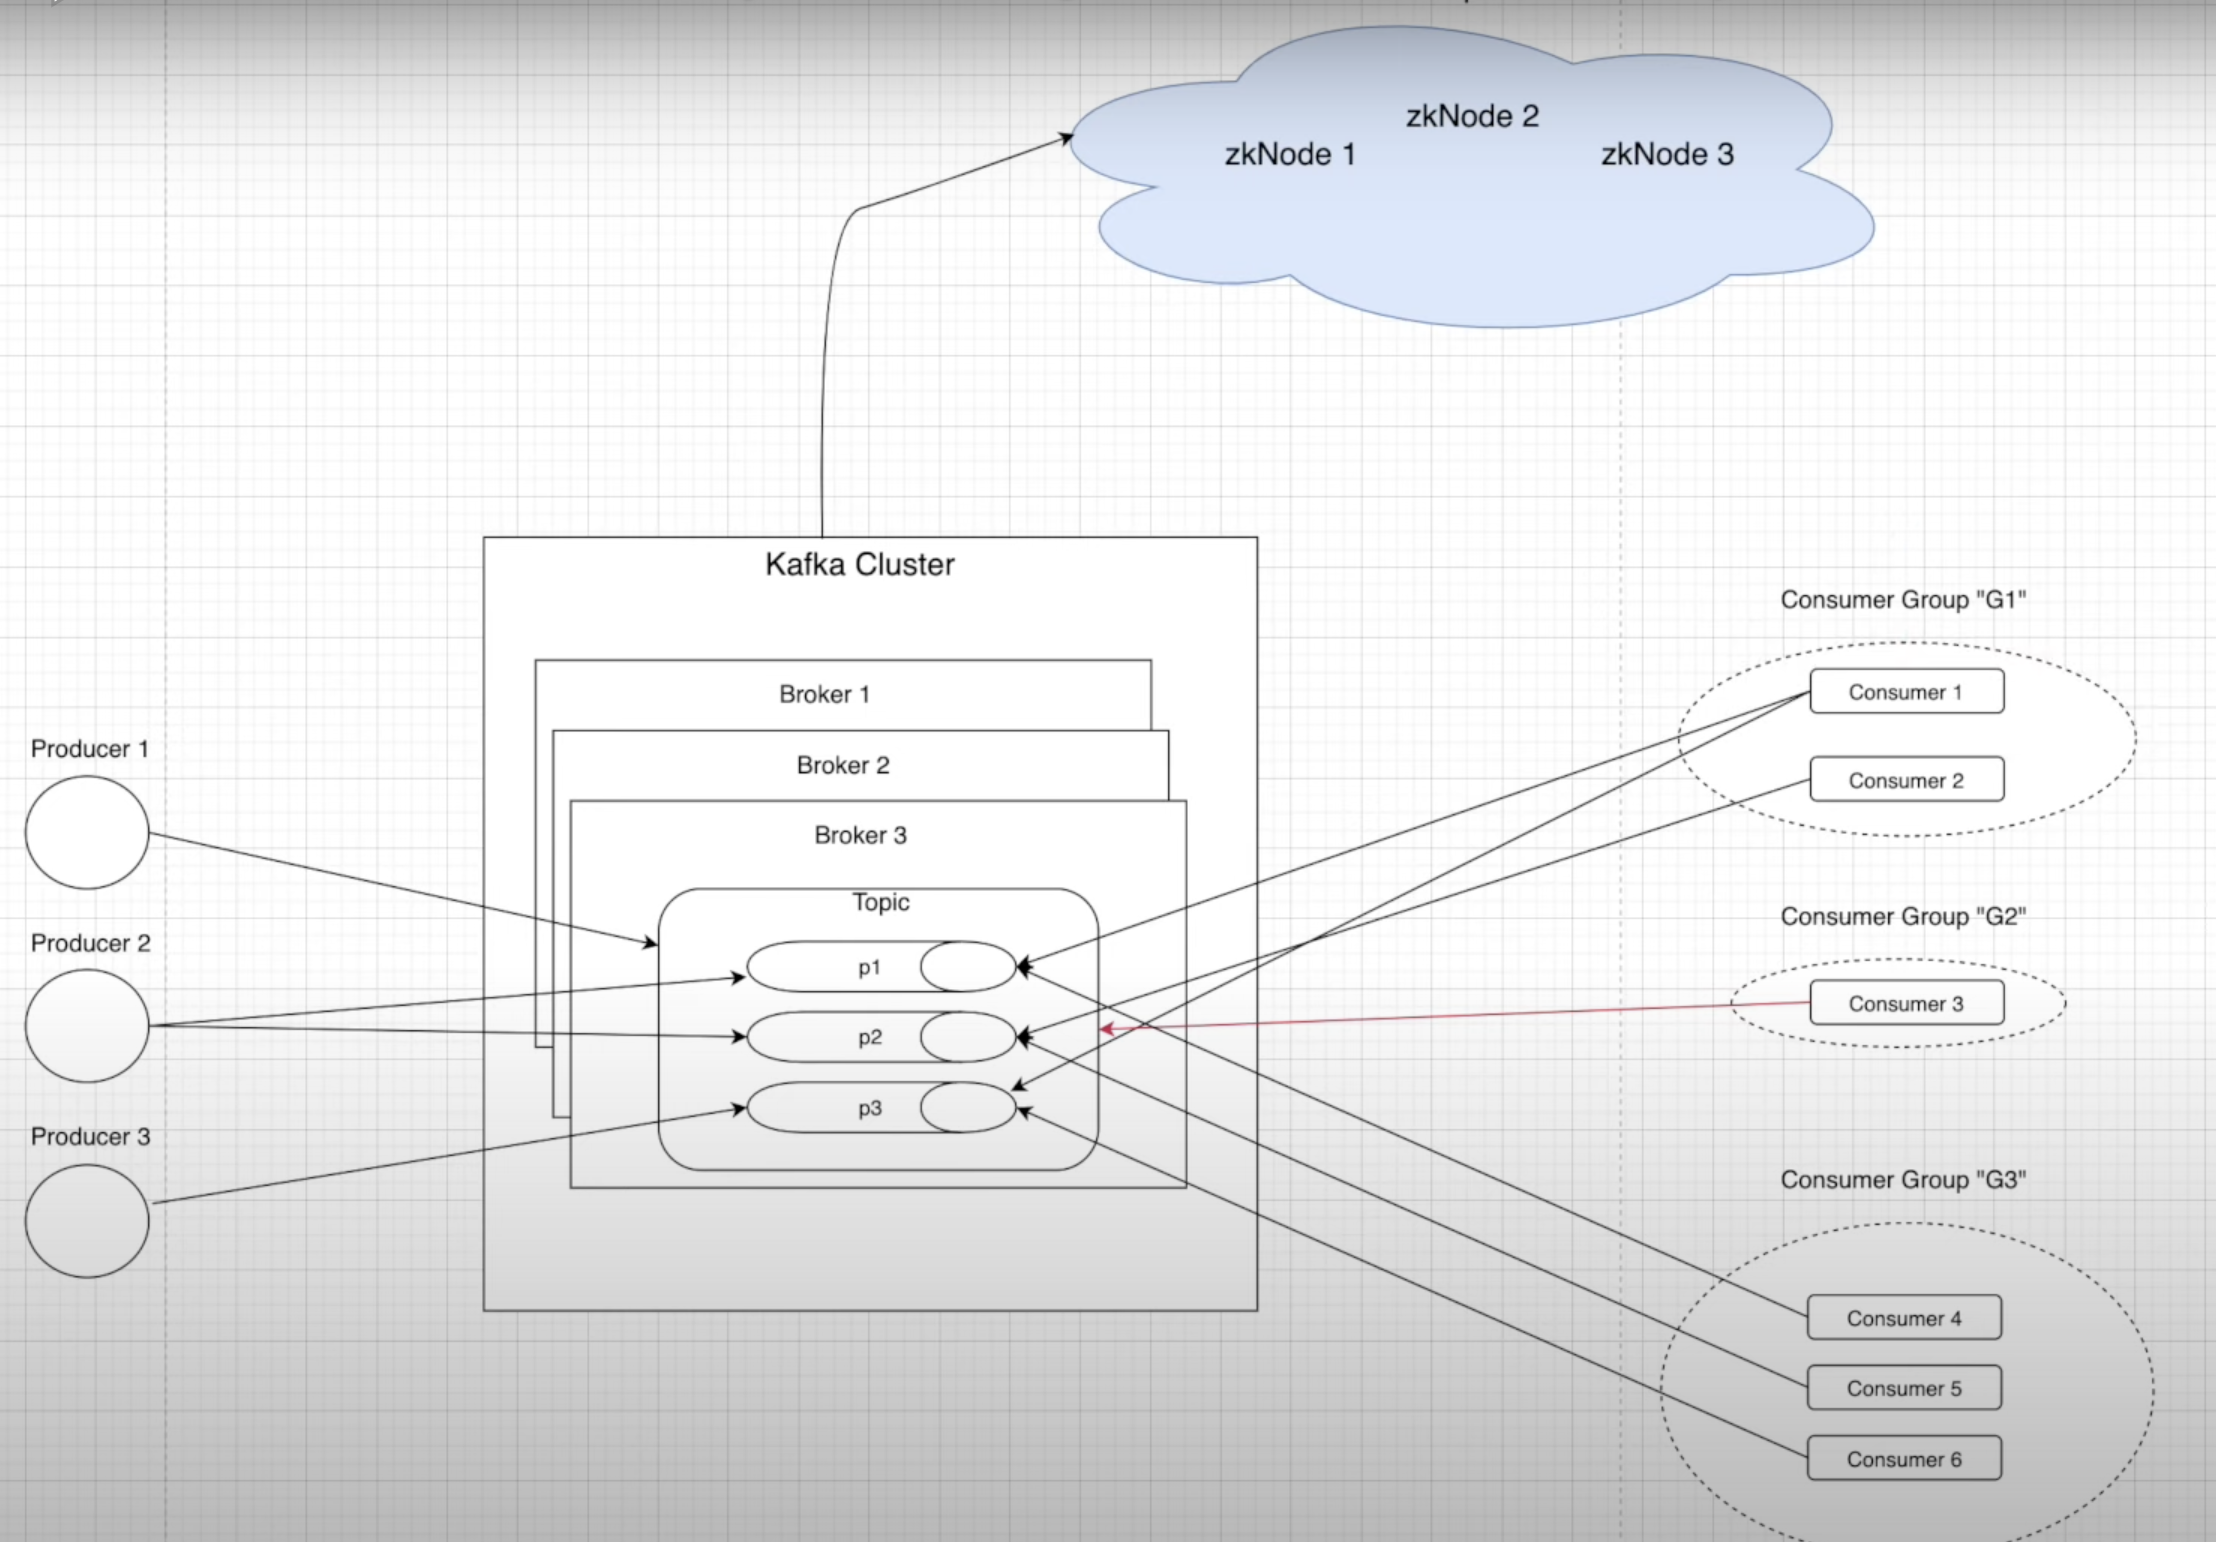 zkNode 2
zkNode 1
zkNode 3
Kafka Cluster
Broker 1
Broker 2
Broker 3
Topic
p1
p2
p3
Producer 1
Producer 2
Producer 3
Consumer Group "G1"
Consumer 1
Consumer 2
Consumer Group "G2"
Consumer 3
Consumer Group "G3"
Consumer 4
Consumer 5
Consumer 6